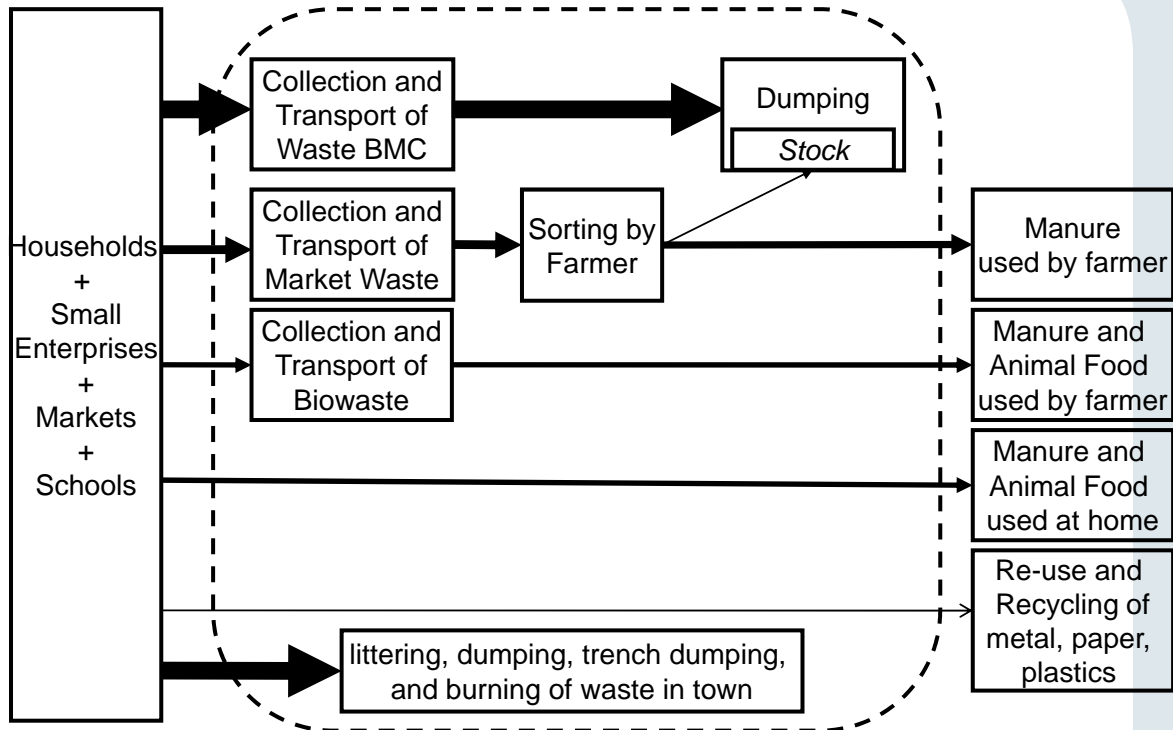 Households
+
Small
Enterprises
+
Markets
+
Schools
Collection and
Transport of
Waste BMC
Dumping
Stock
Collection and
Transport of
Market Waste
Sorting by
Farmer
Manure
used by farmer
Collection and
Transport of
Biowaste
Manure and
Animal Food
used by farmer
Manure and
Animal Food
used at home
Re-use and
Recycling of
metal, paper,
plastics
littering, dumping, trench dumping,
and burning of waste in town